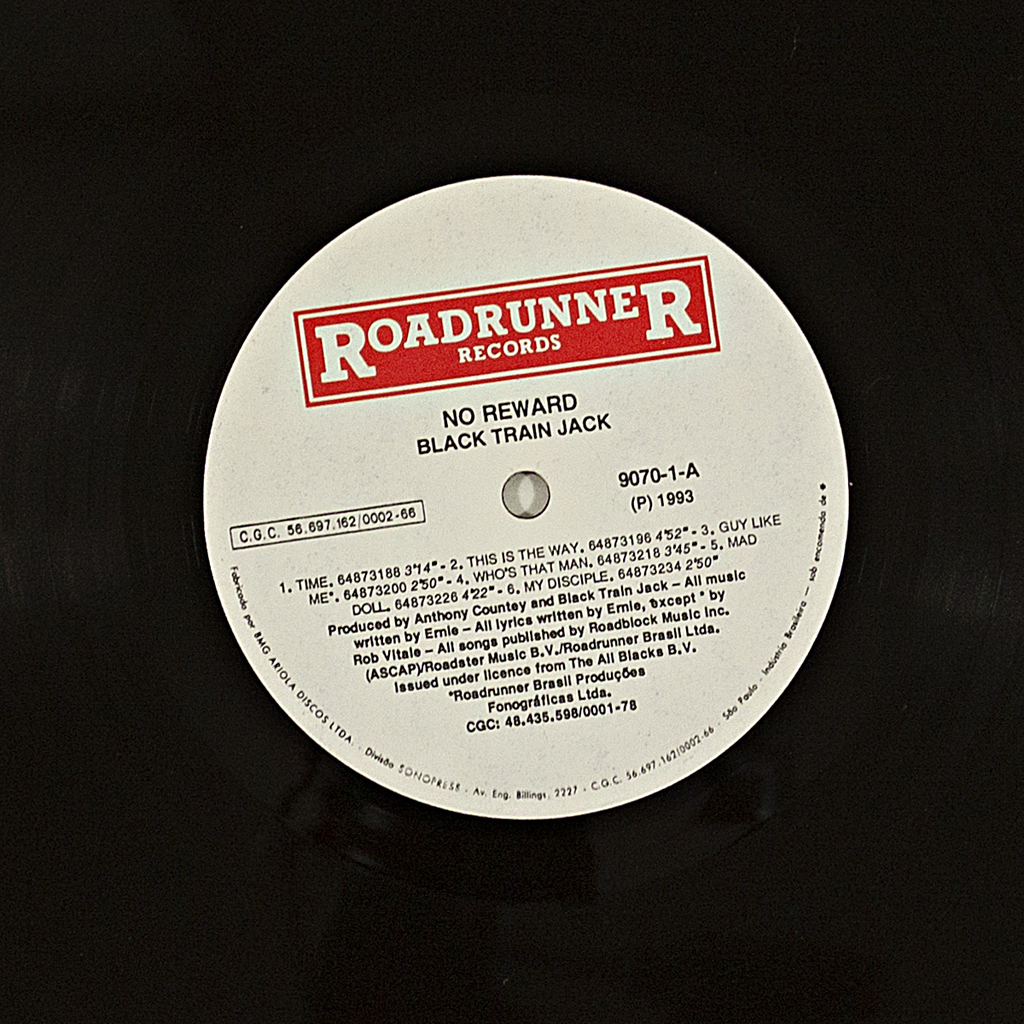 ROADRUNNER
RECORDS
NO REWARD
BLACK TRAIN JACK
9070-1-A
(P) 1993
C.G.C. 56.697.162/0002-66
1. TIME. 64873188 3'14" - 2. THIS IS THE WAY. 64873196 4'52" - 3. GUY LIKE
ME*. 64873200 2'50" - 4. WHO'S THAT MAN. 64873218 3'45" - 5. MAD
DOLL. 64873226 4'22" - 6. MY DISCIPLE. 64873234 2'50"
Produced by Anthony Countey and Black Train Jack – All music
written by Ernie – All lyrics written by Ernie, except * by
Rob Vitale – All songs published by Roadblock Music Inc.
(ASCAP)/Roadster Music B.V./Roadrunner Brasil Ltda.
Issued under licence from The All Blacks B.V.
*Roadrunner Brasil Produções
Fonográficas Ltda.
CGC: 48.435.598/0001-78
Fabricado por BMG ARIOLA DISCOS LTDA. - Divisão SONOPRESS - Av. Eng. Billings, 2227 - C.G.C. 56.697.162/0002-66 - São Paulo - Indústria Brasileira — sob encomenda de